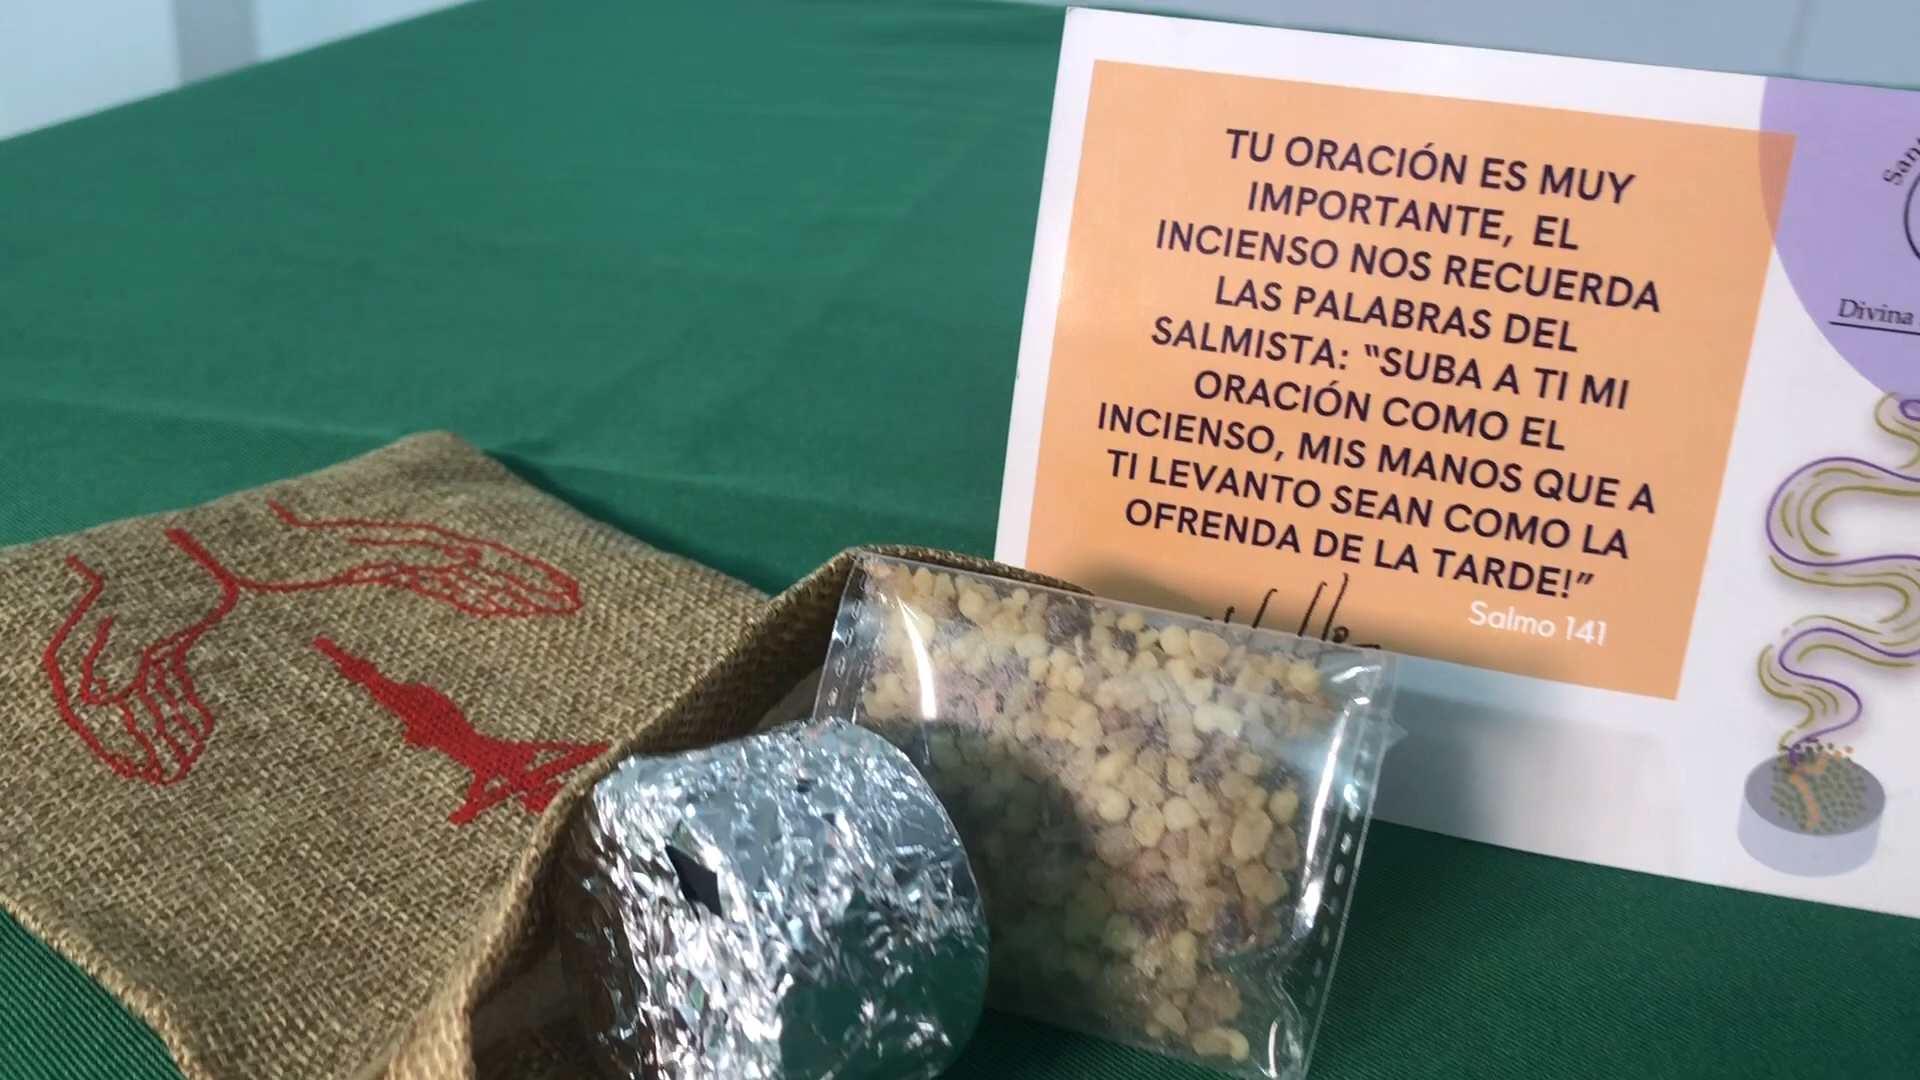 TU ORACIÓN ES MUY
IMPORTANTE, EL
INCIENSO NOS RECUERDA
LAS PALABRAS DEL
SALMISTA: “SUBA A TI MI
ORACIÓN COMO EL
INCIENSO, MIS MANOS QUE A
TI LEVANTO SEAN COMO LA
OFRENDA DE LA TARDE!”
Salmo 141
Divina